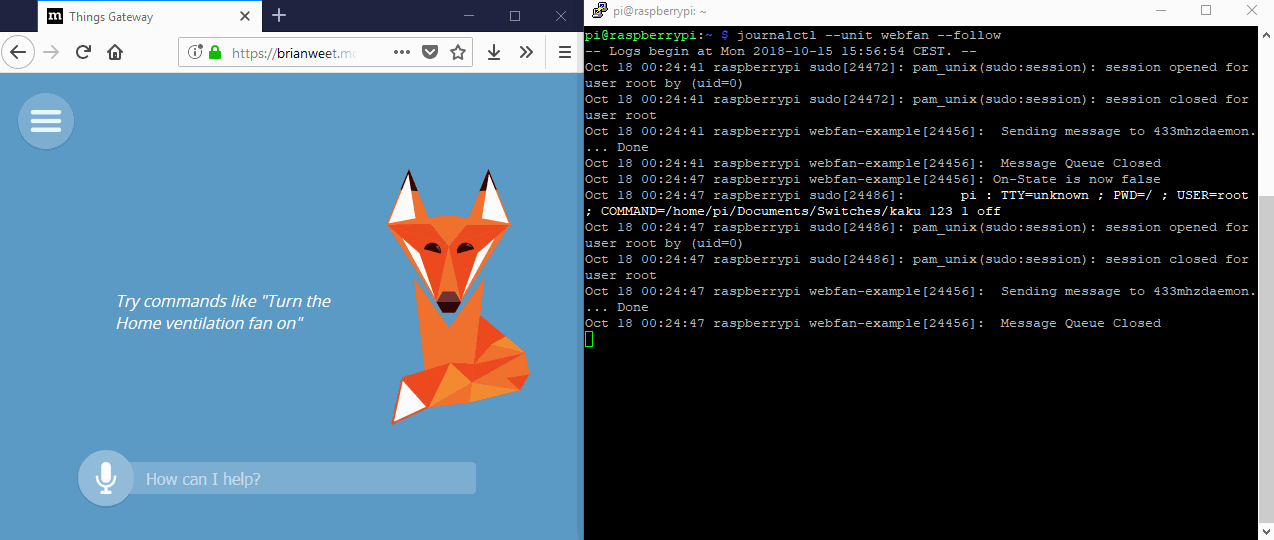 m Things Gateway
https://brianweet.mo
Try commands like "Turn the
Home ventilation fan on"
How can I help?
pi@raspberrypi: ~
pi@raspberrypi:~ $ journalctl --unit webfan --follow
-- Logs begin at Mon 2018-10-15 15:56:54 CEST. --
Oct 18 00:24:41 raspberrypi sudo[24472]: pam_unix(sudo:session): session opened for
user root by (uid=0)
Oct 18 00:24:41 raspberrypi sudo[24472]: pam_unix(sudo:session): session closed for
user root
Oct 18 00:24:41 raspberrypi webfan-example[24456]:  Sending message to 433mhzdaemon.
... Done
Oct 18 00:24:41 raspberrypi webfan-example[24456]:  Message Queue Closed
Oct 18 00:24:47 raspberrypi webfan-example[24456]: On-State is now false
Oct 18 00:24:47 raspberrypi sudo[24486]:       pi : TTY=unknown ; PWD=/ ; USER=root
; COMMAND=/home/pi/Documents/Switches/kaku 123 1 off
Oct 18 00:24:47 raspberrypi sudo[24486]: pam_unix(sudo:session): session opened for
user root by (uid=0)
Oct 18 00:24:47 raspberrypi sudo[24486]: pam_unix(sudo:session): session closed for
user root
Oct 18 00:24:47 raspberrypi webfan-example[24456]:  Sending message to 433mhzdaemon.
... Done
Oct 18 00:24:47 raspberrypi webfan-example[24456]:  Message Queue Closed